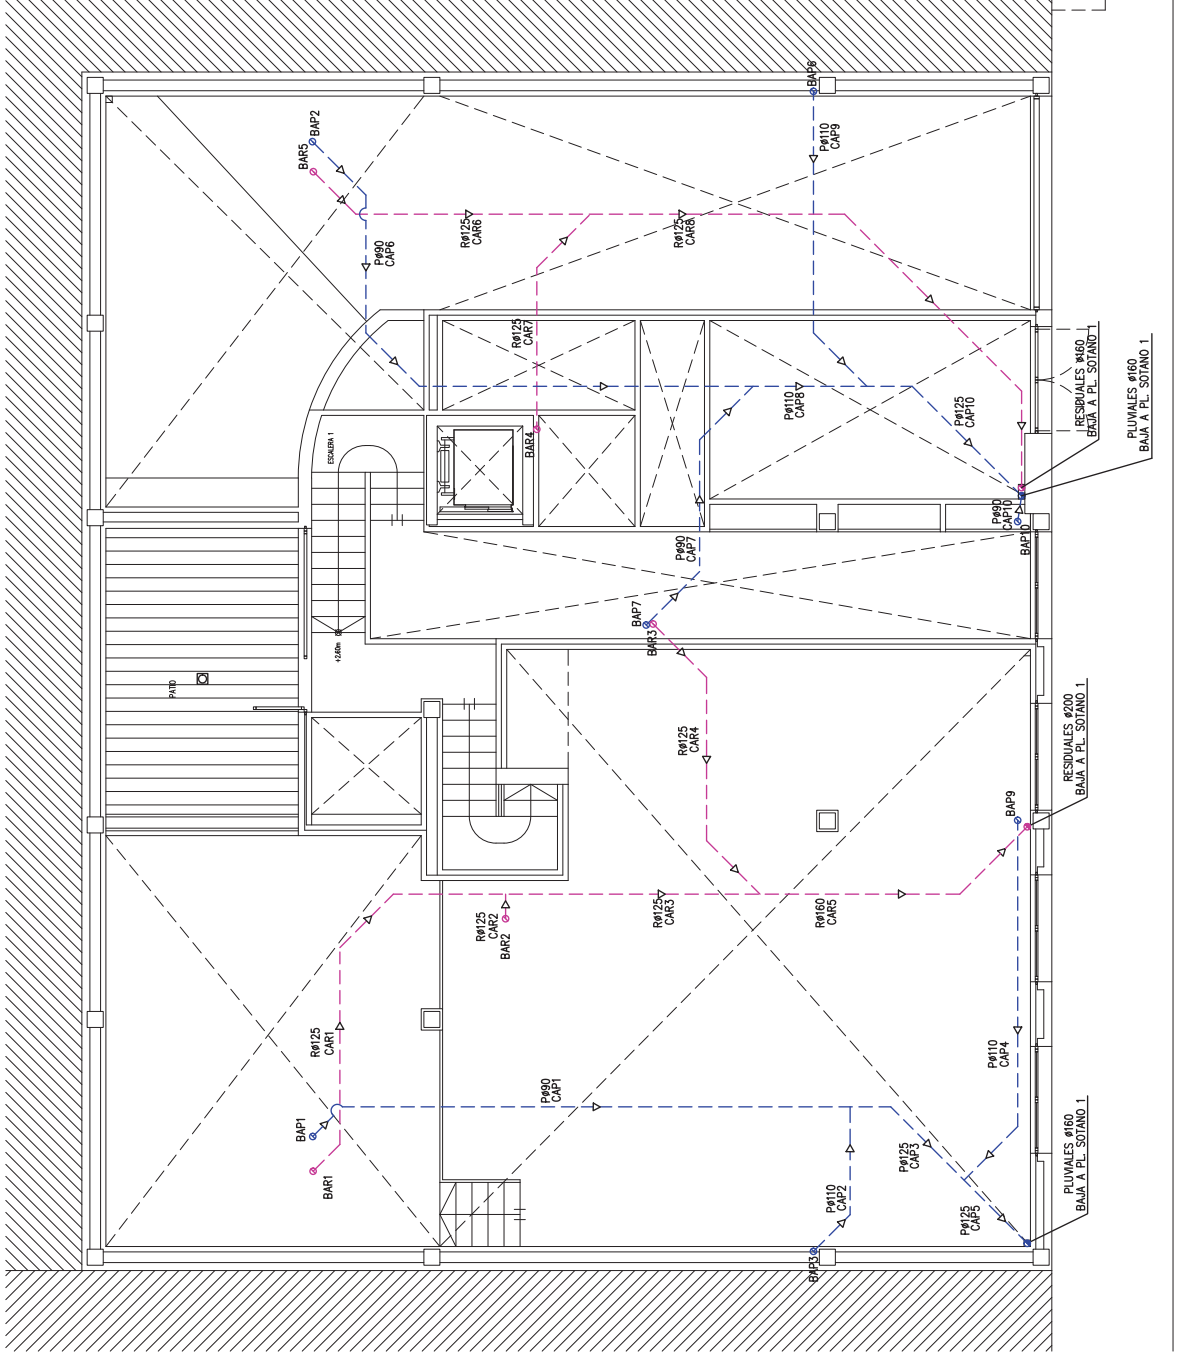 BAP6
BAP2
BAR5
PØ110
CAP9
RØ125
CAR6
RØ125
CAR8
PØ90
CAP6
RØ125
CAR7
BAR4
ESCALERA 1
PØ110
CAP8
PØ125
CAP10
RESIDUALES Ø160
BAJA A PL. SOTANO 1
PLUVIALES Ø160
BAJA A PL. SOTANO 1
PØ90
CAP10
BAP10
PØ90
CAP7
BAP7
BAR3
+2,60m
PATIO
RØ125
CAR4
RESIDUALES Ø200
BAJA A PL. SOTANO 1
BAP9
RØ125
CAR2
BAR2
RØ125
CAR3
RØ160
CAR5
RØ125
CAR1
PØ110
CAP4
PØ90
CAP1
BAP1
BAR1
PØ125
CAP3
PØ110
CAP2
PØ125
CAP5
BAP3
PLUVIALES Ø160
BAJA A PL. SOTANO 1